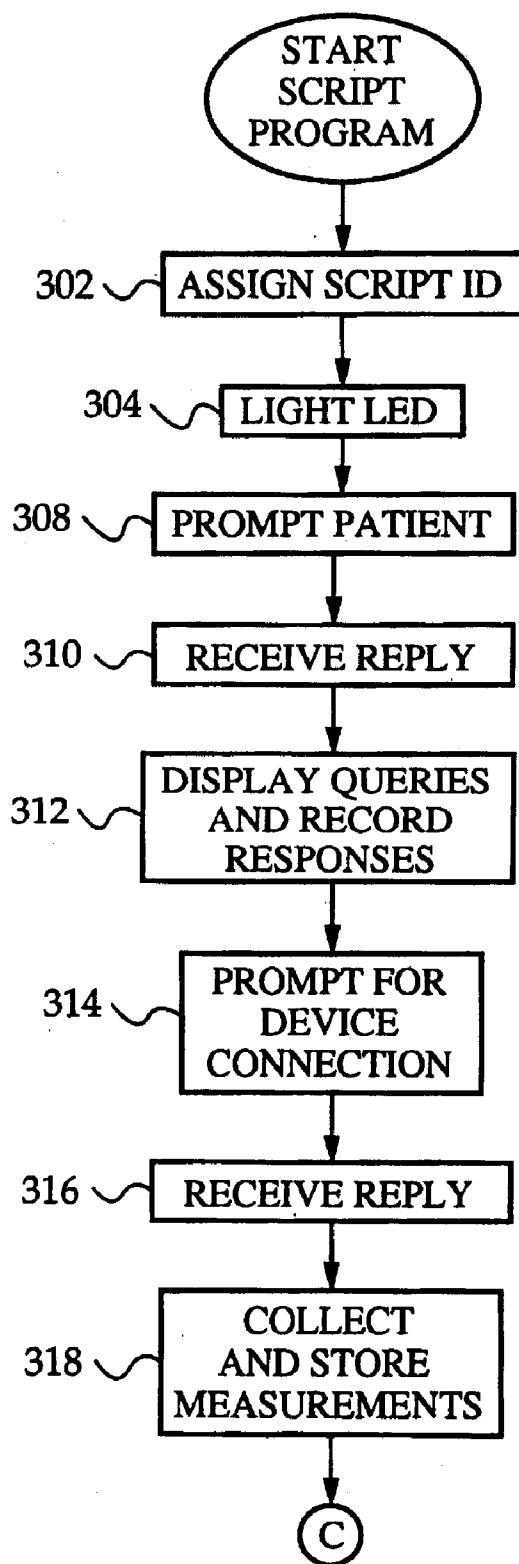 START
SCRIPT
PROGRAM
302 ASSIGN SCRIPT ID
304 LIGHT LED
308 PROMPT PATIENT
310 RECEIVE REPLY
312 DISPLAY QUERIES
AND RECORD
RESPONSES
314 PROMPT FOR
DEVICE
CONNECTION
316 RECEIVE REPLY
318 COLLECT
AND STORE
MEASUREMENTS
C